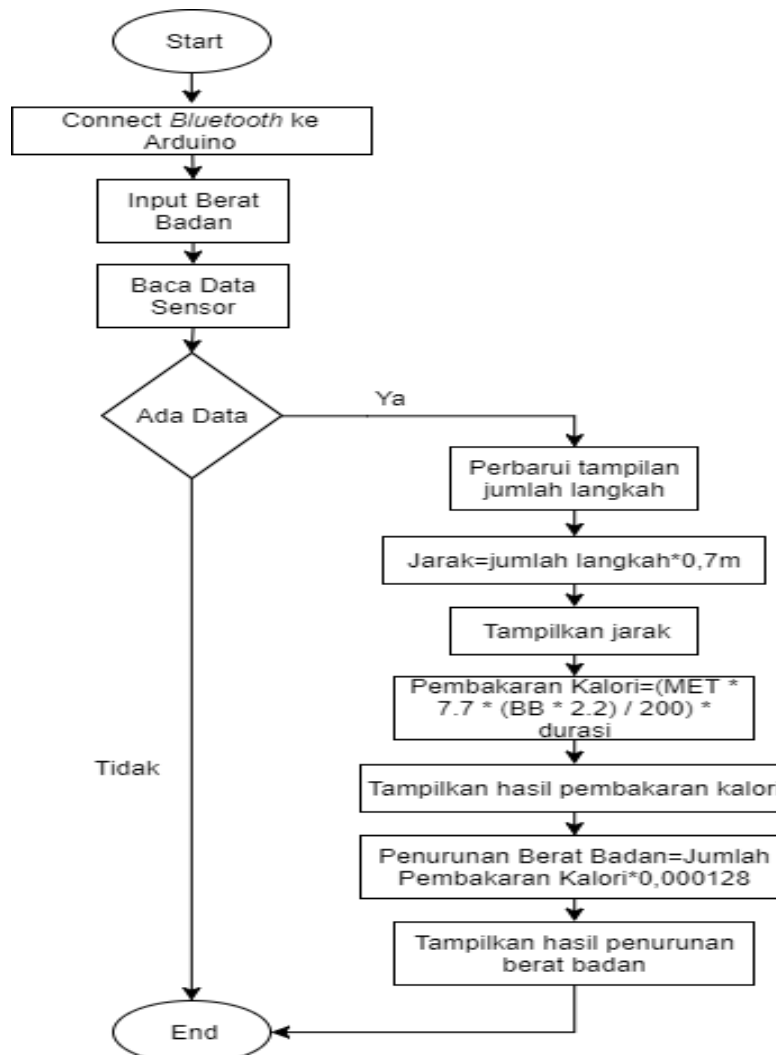 Start
Connect Bluetooth ke
Arduino
Input Berat
Badan
Baca Data
Sensor
Ada Data
Ya
Perbarui tampilan
jumlah langkah
Jarak=jumlah langkah*0,7m
Tampilkan jarak
Pembakaran Kalori=(MET *
7.7 * (BB * 2.2) / 200) *
durasi
Tidak
Tampilkan hasil pembakaran kalori
Penurunan Berat Badan=Jumlah
Pembakaran Kalori*0,000128
Tampilkan hasil penurunan
berat badan
End